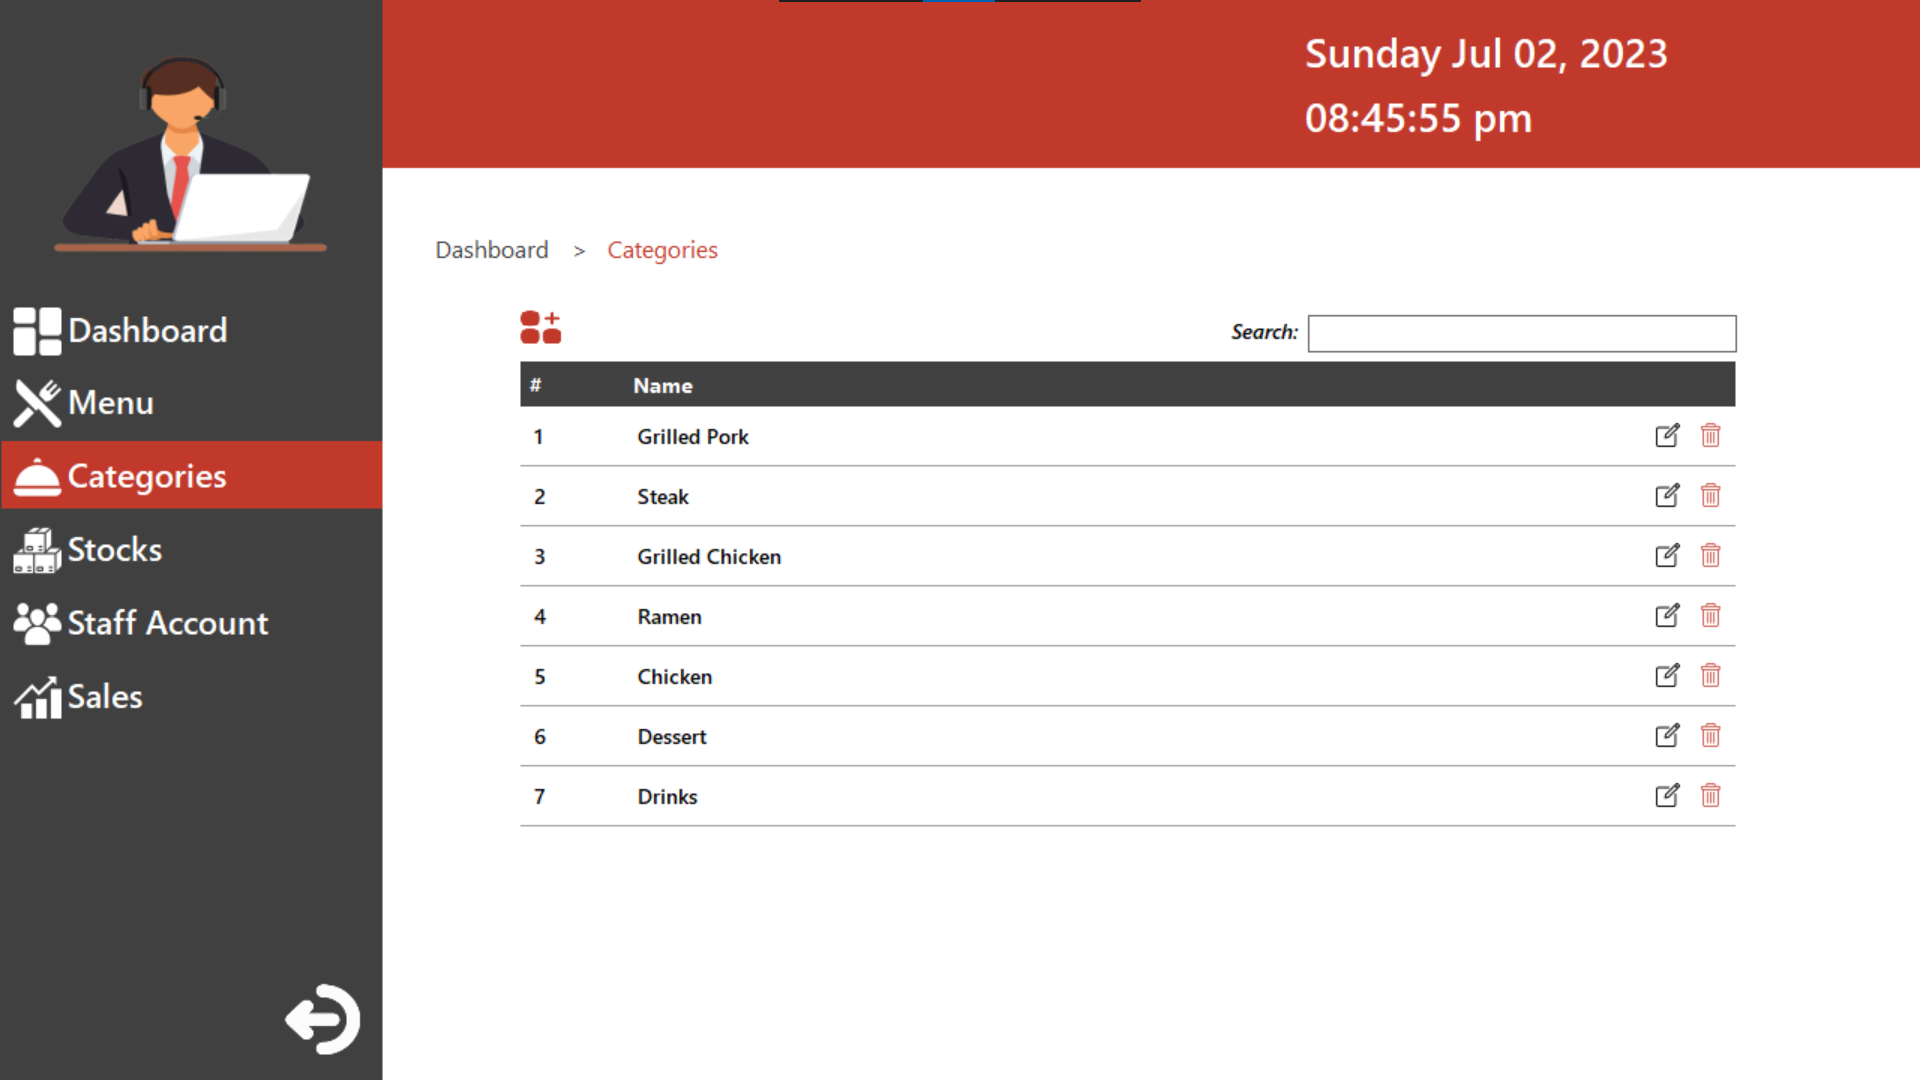 Sunday Jul 02, 2023
08:45:55 pm
Dashboard
Menu
Categories
Stocks
Staff Account
Sales
Dashboard > Categories
Search:
# Name
1 Grilled Pork
2 Steak
3 Grilled Chicken
4 Ramen
5 Chicken
6 Dessert
7 Drinks